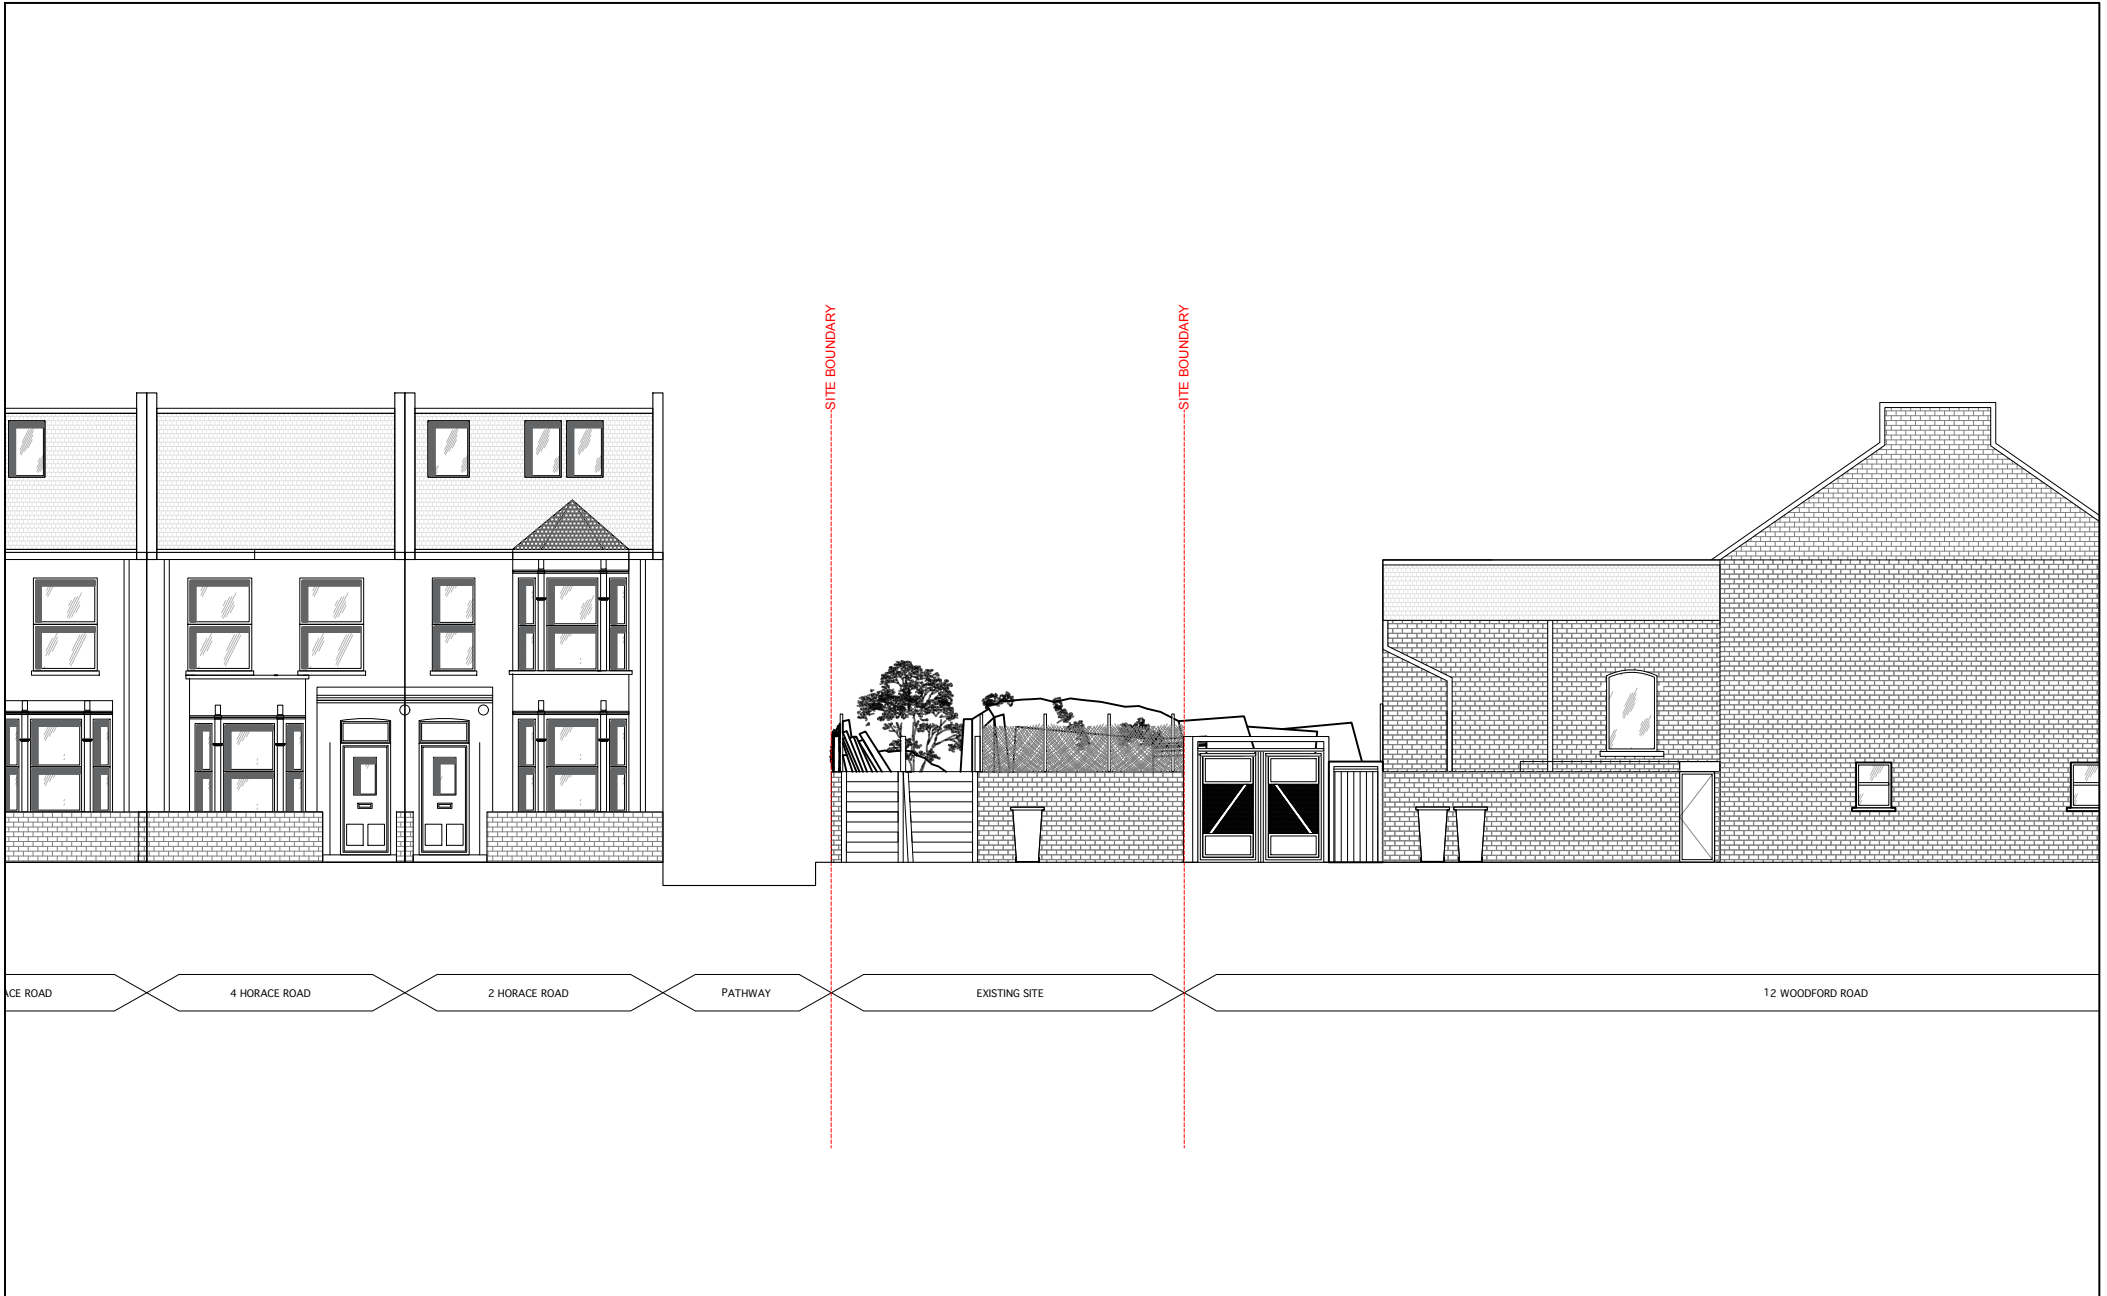 SITE BOUNDARY
SITE BOUNDARY
ACE ROAD
4 HORACE ROAD
2 HORACE ROAD
PATHWAY
EXISTING SITE
12 WOODFORD ROAD